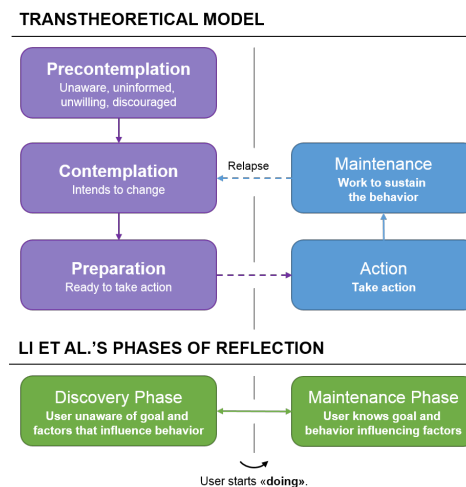 TRANSTHEORETICAL MODEL
Precontemplation
Unaware, uninformed,
unwilling, discouraged
Contemplation
Intends to change
Relapse
Maintenance
Work to sustain
the behavior
Preparation
Ready to take action
Action
Take action
LI ET AL.'S PHASES OF REFLECTION
Discovery Phase
User unaware of goal and
factors that influence behavior
Maintenance Phase
User knows goal and
behavior influencing factors
User starts «doing».